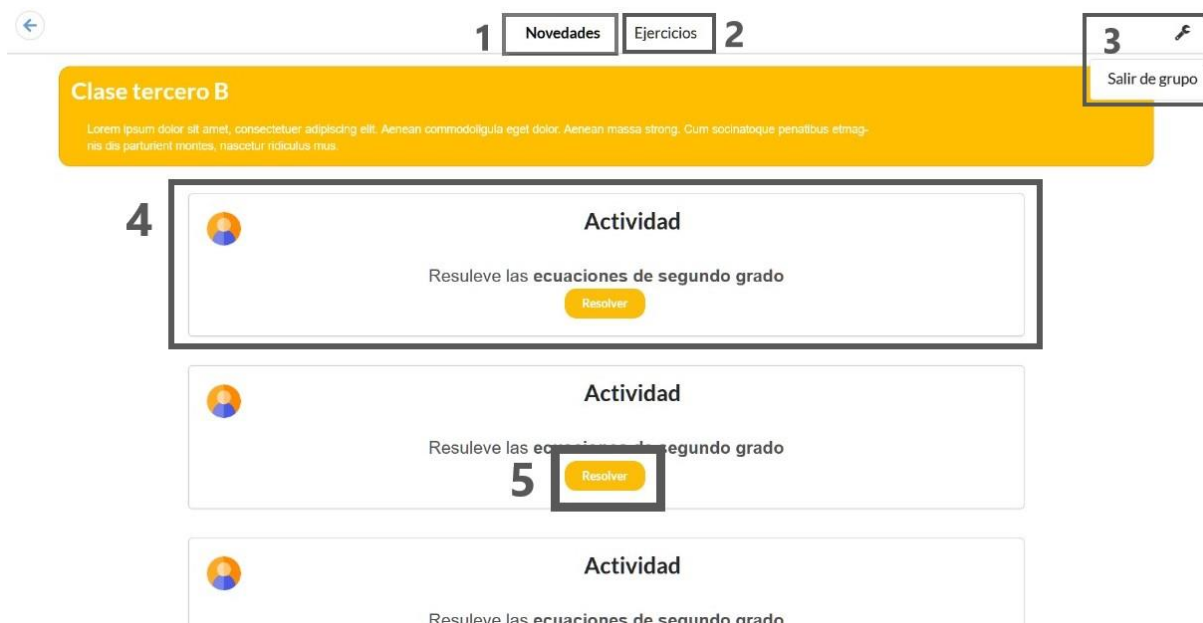 1 Novedades Ejercicios 2
3
Salir de grupo
Clase tercero B
Lorem ipsum dolor sit amet, consectetuer adipiscing elit. Aenean commodoligula eget dolor. Aenean massa strong. Cum socinatoque penatibus etmag-
nis dis parturient montes, nascetur ridiculus mus.
4
Actividad
Resuleve las ecuaciones de segundo grado
Resolver
Actividad
Resuleve las ecuaciones de segundo grado
5 Resolver
Actividad
Resuleve las ecuaciones de segundo grado